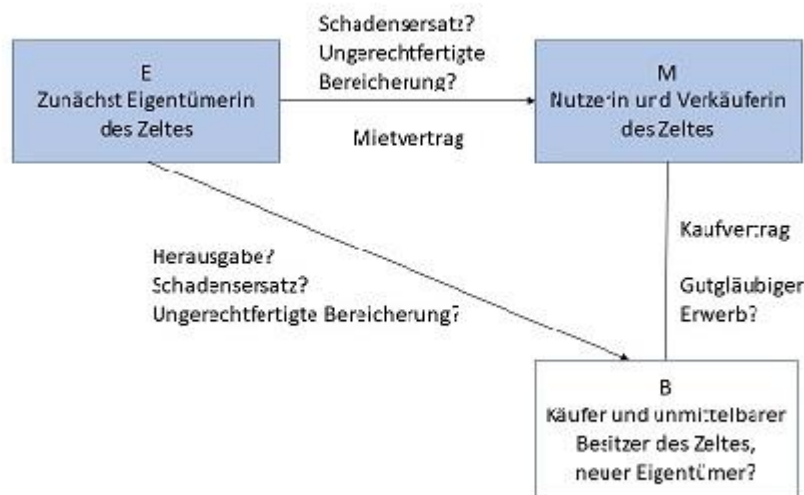 Schadensersatz?
Ungerechtfertigte
Bereicherung?
E
Zunächst Eigentümerin
des Zeltes
M
Nutzerin und Verkäuferin
des Zeltes
Mietvertrag
Kaufvertrag
Gutgläubiger
Erwerb?
Herausgabe?
Schadensersatz?
Ungerechtfertigte Bereicherung?
B
Käufer und unmittelbarer
Besitzer des Zeltes,
neuer Eigentümer?